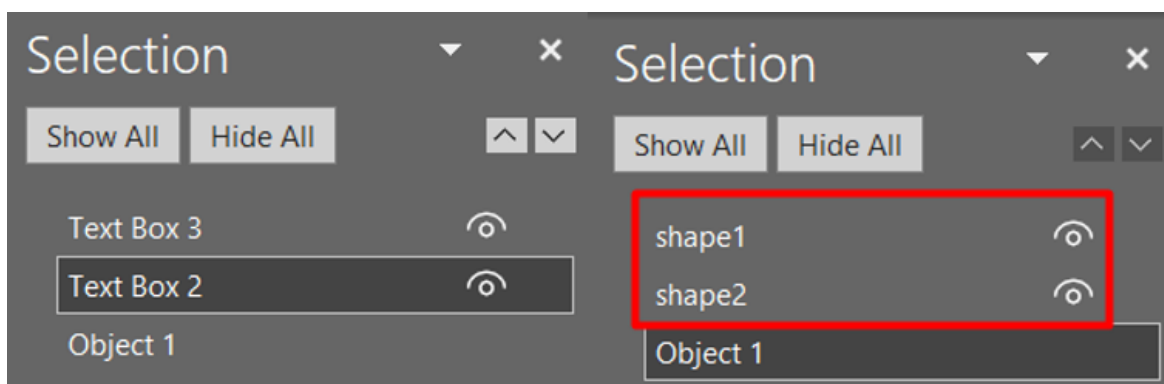 Selection
Show All Hide All
Text Box 3
Text Box 2
Object 1
Selection
Show All Hide All
shape1
shape2
Object 1